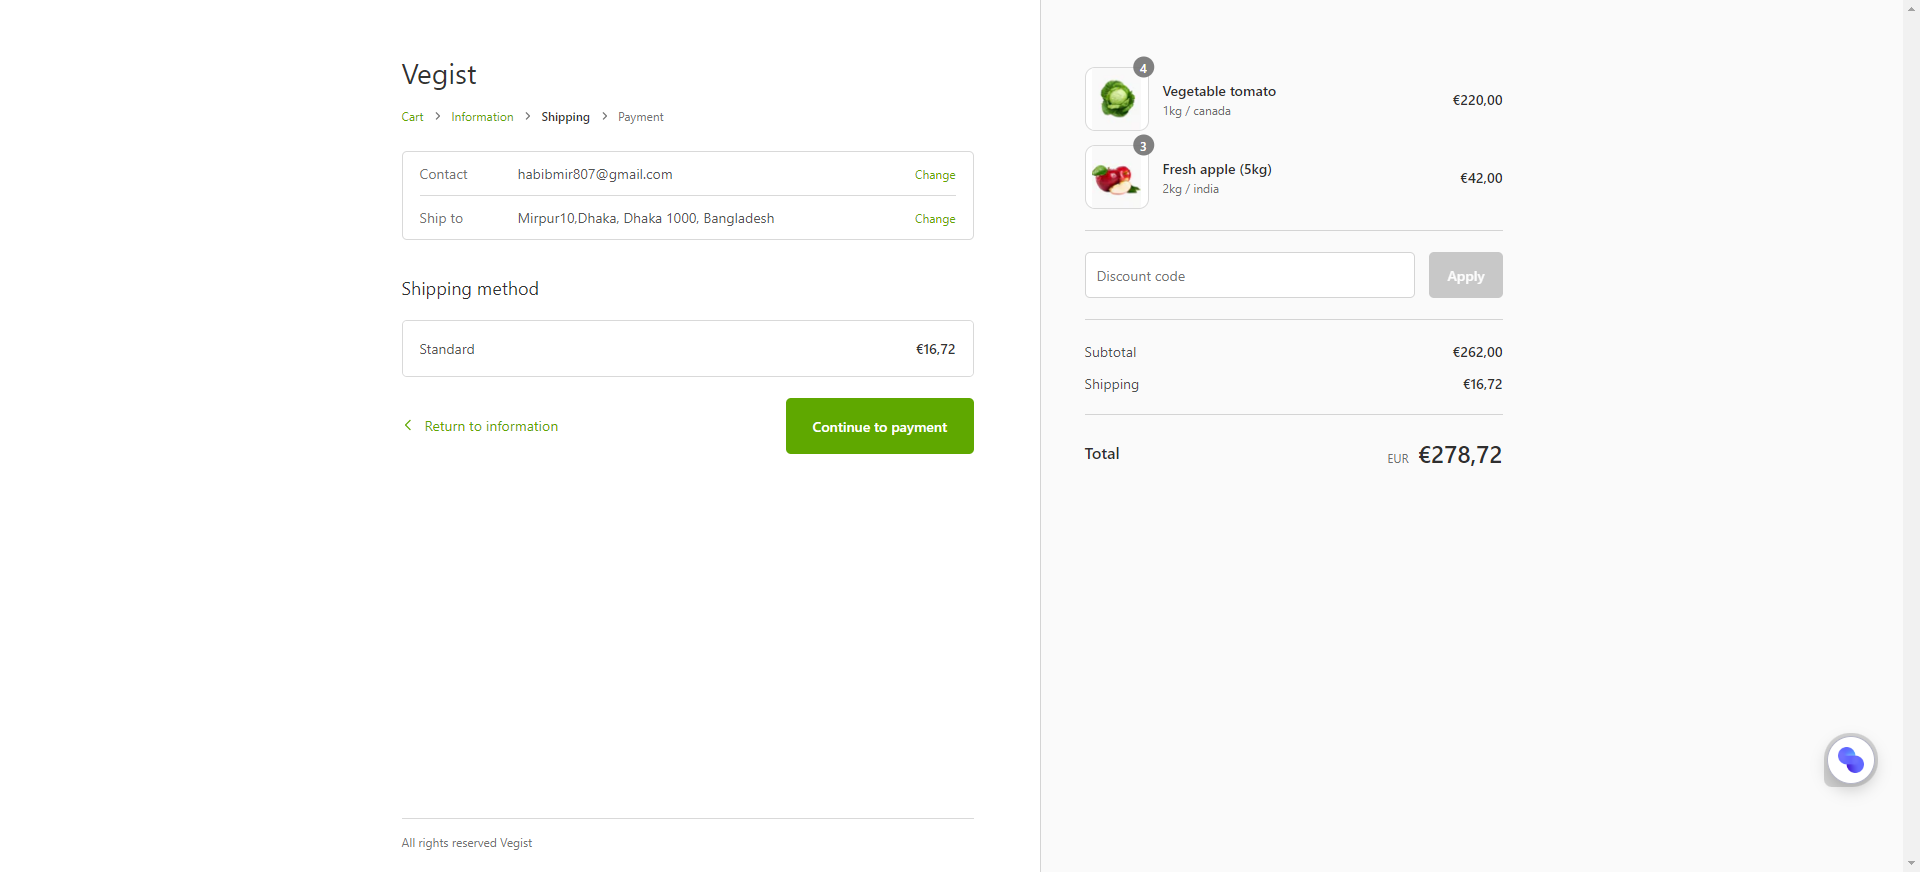 Vegist
Cart > Information > Shipping > Payment
Contact habibmir807@gmail.com Change
Ship to Mirpur10,Dhaka, Dhaka 1000, Bangladesh Change
Shipping method
Standard €16,72
Return to information
Continue to payment
All rights reserved Vegist
4
Vegetable tomato €220,00
1kg / canada
3
Fresh apple (5kg) €42,00
2kg / india
Discount code Apply
Subtotal €262,00
Shipping €16,72
Total EUR €278,72